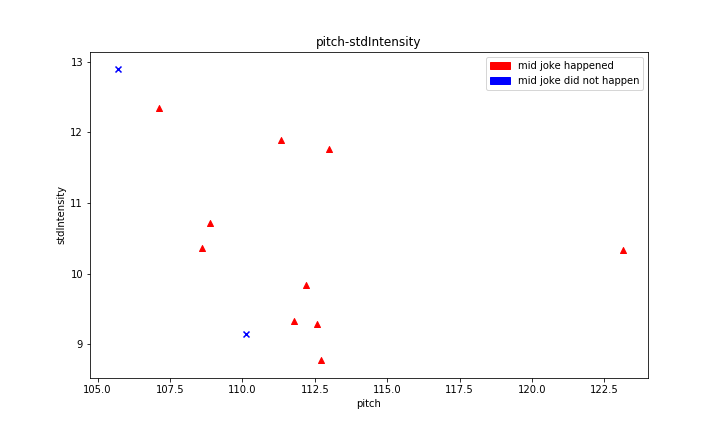 pitch-stdIntensity
mid joke happened
mid joke did not happen
13
12
11
10
9
stdIntensity
105.0 107.5 110.0 112.5 115.0 117.5 120.0 122.5
pitch